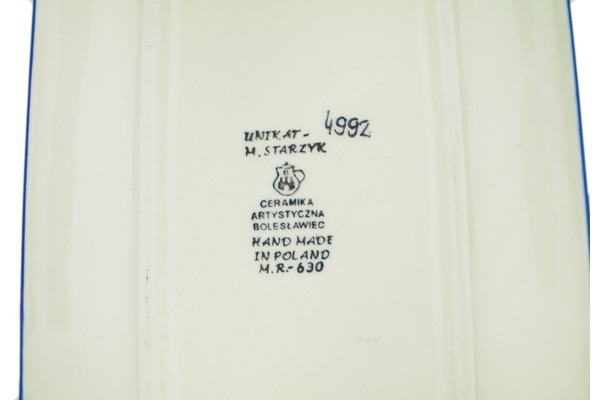 UNIKAT- 4992
M. STARZYK
CERAMIKA
ARTYSTYCZNA
BOLESŁAWIEC
HAND MADE
IN POLAND
M.R.-630